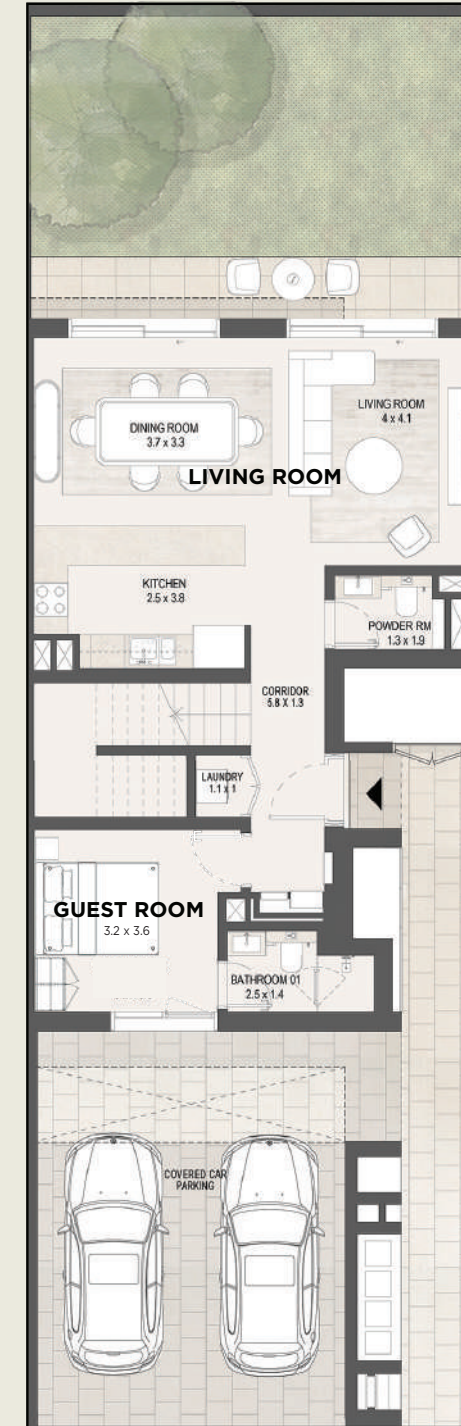 LIVING ROOM
4 x 4.1
DINING ROOM
3.7 x 3.3
LIVING ROOM
KITCHEN
2.5 x 3.8
POWDER RM
1.3 x 1.9
CORRIDOR
5.8 X 1.3
LAUNDRY
1.1 x 1
GUEST ROOM
3.2 x 3.6
BATHROOM 01
2.5 x 1.4
COVERED CAR
PARKING